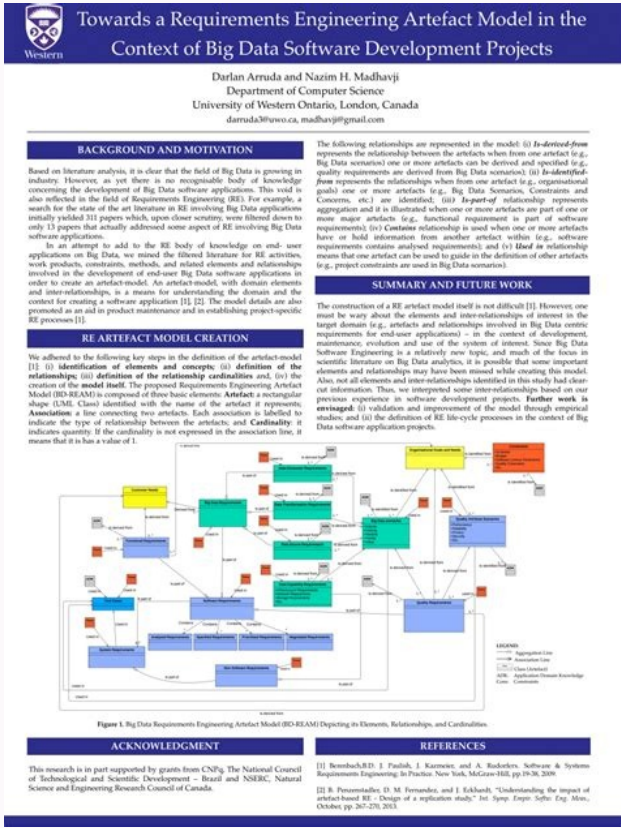 Towards a Requirements Engineering Artefact Model in the
Context of Big Data Software Development Projects
Western
Darlan Arruda and Nazim H. Madhavji
Department of Computer Science
University of Western Ontario, London, Canada
darruda3@uwo.ca, madhavji@gmail.com
BACKGROUND AND MOTIVATION
Based on literature analysis, it is clear that the field of Big Data is growing in
industry. However, as yet there is no recognisable body of knowledge
concerning the development of Big Data software applications. This void is
also reflected in the field of Requirements Engineering (RE). For example, a
search for the state of the art literature in RE involving Big Data applications
initially yielded 311 papers which, upon closer scrutiny, were filtered down to
only 13 papers that actually addressed some aspect of RE involving Big Data
software applications.
In an attempt to add to the RE body of knowledge on end- user
applications on Big Data, we mined the filtered literature for RE activities,
work products, constraints, methods, and related elements and relationships
involved in the development of end-user Big Data software applications in
order to create an artefact-model. An artefact-model, with domain elements
and inter-relationships, is a means for understanding the domain and the
context for creating a software application [1], [2]. The model details are also
promoted as an aid in product maintenance and in establishing project-specific
RE processes [1].
RE ARTEFACT MODEL CREATION
We adhered to the following key steps in the definition of the artefact-model
[1]: (i) identification of elements and concepts; (ii) definition of the
relationships; (iii) definition of the relationship cardinalities and, (iv) the
creation of the model itself. The proposed Requirements Engineering Artefact
Model (BD-REAM) is composed of three basic elements: Artefact: a rectangular
shape (UML Class) identified with the name of the artefact it represents;
Association: a line connecting two artefacts. Each association is labelled to
indicate the type of relationship between the artefacts; and Cardinality: it
indicates quantity. If the cardinality is not expressed in the association line, it
means that it has a value of 1.
The following relationships are represented in the model: (i) Is-derived-from
represents the relationship between the artefacts when from one artefact (e.g.,
Big Data scenarios) one or more artefacts can be derived and specified (e.g.,
quality requirements are derived from Big Data scenarios); (ii) Is-identified-
from represents the relationships when from one artefact (e.g., organisational
goals) one or more artefacts (e.g., Big Data Scenarios, Constraints and
Concerns, etc.) are identified; (iii) Is-part-of relationship represents
aggregation and it is illustrated when one or more artefacts are part of one or
more major artefacts (e.g., functional requirement is part of software
requirements); (iv) Contains relationship is used when one or more artefacts
have or hold information from another artefact within (e.g., software
requirements contains analysed requirements); and (v) Used in relationship
means that one artefact can be used to guide in the definition of other artefacts
(e.g., project constraints are used in Big Data scenarios).
SUMMARY AND FUTURE WORK
The construction of a RE artefact model itself is not difficult [1]. However, one
must be wary about the elements and inter-relationships of interest in the
target domain (e.g., artefacts and relationships involved in Big Data centric
requirements for end-user applications) – in the context of development,
maintenance, evolution and use of the system of interest. Since Big Data
Software Engineering is a relatively new topic, and much of the focus in
scientific literature on Big Data analytics, it is possible that some important
elements and relationships may have been missed while creating this model.
Also, not all elements and inter-relationships identified in this study had clear-
cut information. Thus, we interpreted some inter-relationships based on our
previous experience in software development projects. Further work is
envisaged: (i) validation and improvement of the model through empirical
studies; and (ii) the definition of RE life-cycle processes in the context of Big
Data software application projects.
Customer Needs
Functional Requirements
Software Requirements
Quality Requirements
System Requirements
LEGEND:
Aggregation Line
Association Line
Class (Artefact)
ADK Application Domain Knowledge
Cons Constraints
Figure 1. Big Data Requirements Engineering Artefact Model (BD-REAM) Depicting its Elements, Relationships, and Cardinalities.
ACKNOWLEDGMENT
This research is in part supported by grants from CNPq, The National Council
of Technological and Scientific Development – Brazil and NSERC, Natural
Science and Engineering Research Council of Canada.
REFERENCES
[1] Berenbach,B.D. J. Paulish, J. Kazmeier, and A. Rudorfers. Software & Systems
Requirements Engineering: In Practice. New York, McGraw-Hill, pp.19-38, 2009.
[2] B. Penzenstadler, D. M. Fernandez, and J. Eckhardt, "Understanding the impact of
artefact-based RE - Design of a replication study," Int. Symp. Empir. Softw. Eng. Meas.,
October, pp. 267–270, 2013.